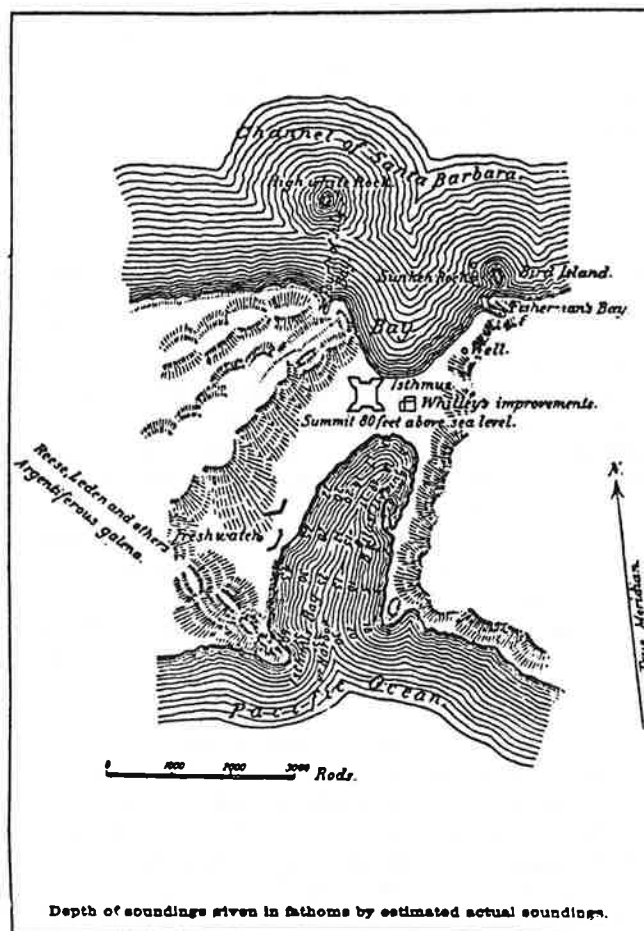 Channel of Santa Barbara.
High White Rock.
Sunken Rock
Bird Island.
Fisherman's Bay.
Bay
Well.
Isthmus.
Whitley's improvements.
Summit 80 feet above sea level.
Reese, Leden and others
Argentiferous galena.
Freshwater
N.
True Meridian.
Pacific Ocean.
0 1000 2000 3000 Rods.
Depth of soundings given in fathoms by estimated actual soundings.